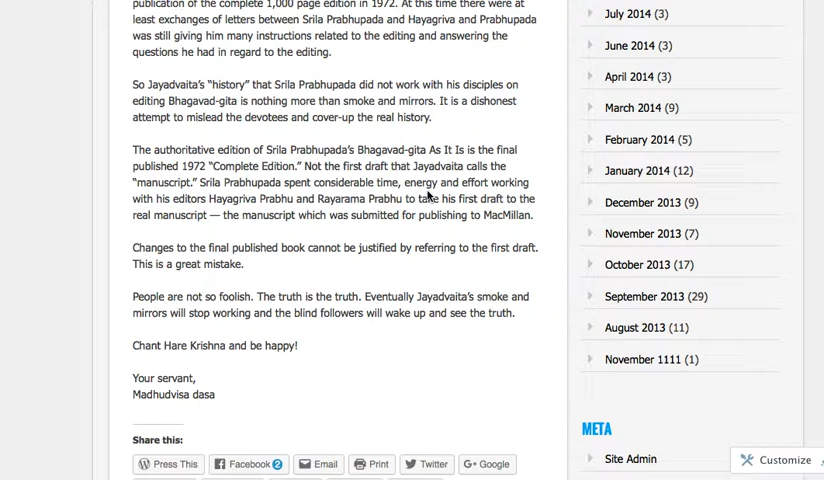 publication of the complete 1,000 page edition in 1972. At this time there were at
least exchanges of letters between Srila Prabhupada and Hayagriva and Prabhupada
was still giving him many instructions related to the editing and answering the
questions he had in regard to the editing.
So Jayadvaita's “history” that Srila Prabhupada did not work with his disciples on
editing Bhagavad-gita is nothing more than smoke and mirrors. It is a dishonest
attempt to mislead the devotees and cover-up the real history.
The authoritative edition of Srila Prabhupada's Bhagavad-gita As It Is is the final
published 1972 “Complete Edition.” Not the first draft that Jayadvaita calls the
“manuscript.” Srila Prabhupada spent considerable time, energy and effort working
with his editors Hayagriva Prabhu and Rayarama Prabhu to take his first draft to the
real manuscript — the manuscript which was submitted for publishing to MacMillan.
Changes to the final published book cannot be justified by referring to the first draft.
This is a great mistake.
People are not so foolish. The truth is the truth. Eventually Jayadvaita's smoke and
mirrors will stop working and the blind followers will wake up and see the truth.
Chant Hare Krishna and be happy!
Your servant,
Madhudvisa dasa
Share this:
Press This
Facebook 2
Email
Print
Twitter
G+ Google
July 2014 (3)
June 2014 (3)
April 2014 (3)
March 2014 (9)
February 2014 (5)
January 2014 (12)
December 2013 (9)
November 2013 (7)
October 2013 (17)
September 2013 (29)
August 2013 (11)
November 1111 (1)
META
Site Admin
Customize